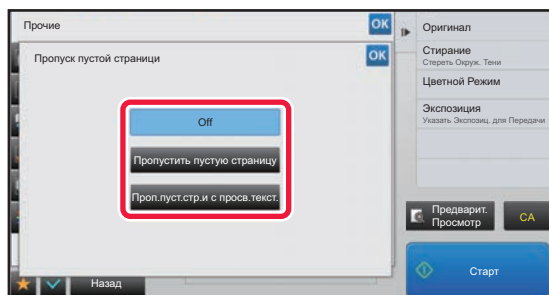 Прочие
OK
Пропуск пустой страници
OK
Off
Пропустить пустую страницу
Проп.пуст.стр.и с просв.текст.
Назад
Оригинал
Стирание
Стереть Окруж. Тени
Цветной Режим
Экспозиция
Указать Экспозиц. для Передачи
Предварит.
Просмотр
CA
Старт